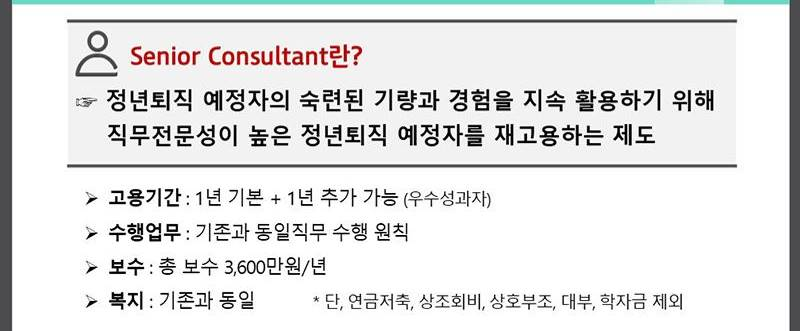 Senior Consultant란?
☞ 정년퇴직 예정자의 숙련된 기량과 경험을 지속 활용하기 위해
직무전문성이 높은 정년퇴직 예정자를 재고용하는 제도
➢ 고용기간 : 1년 기본 + 1년 추가 가능 (우수성과자)
➢ 수행업무 : 기존과 동일직무 수행 원칙
➢ 보수 : 총 보수 3,600만원/년
➢ 복지 : 기존과 동일 * 단, 연금저축, 상조회비, 상호부조, 대부, 학자금 제외